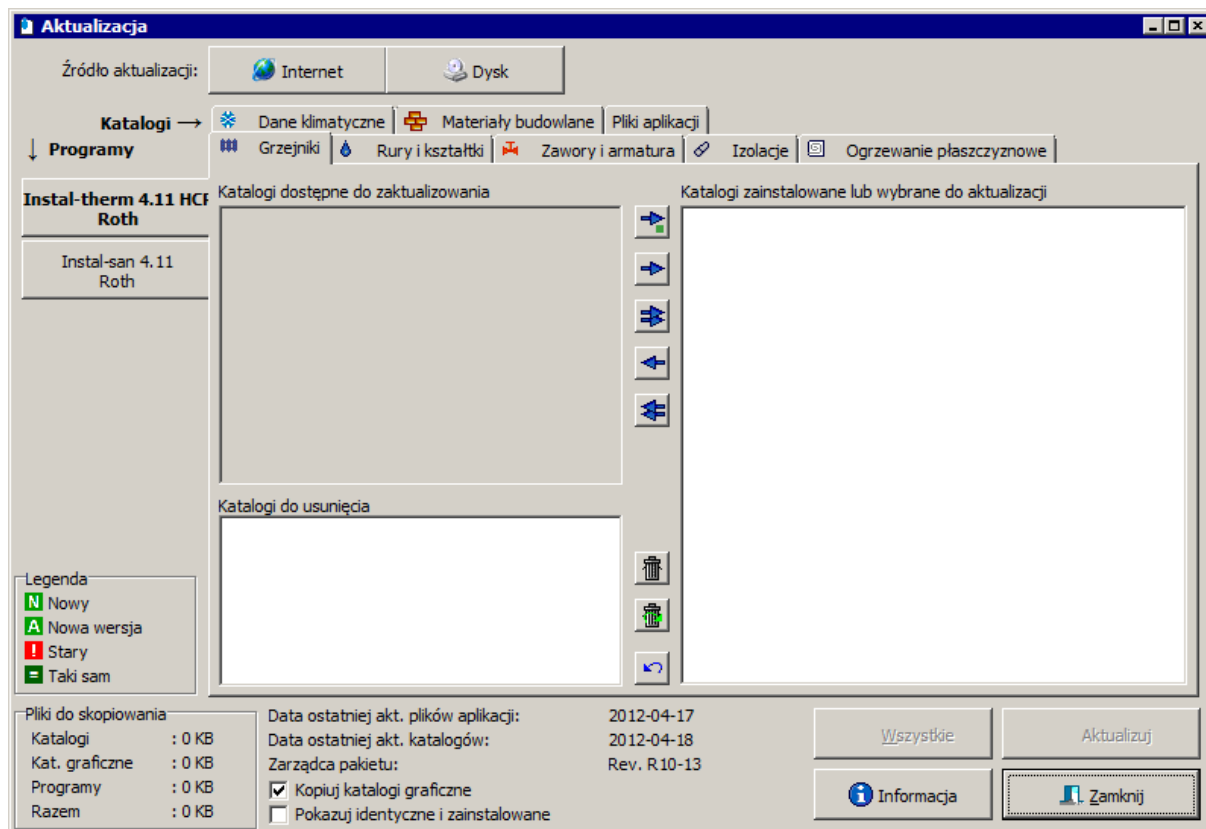 Aktualizacja
Źródło aktualizacji: Internet Dysk
Katalogi → Dane klimatyczne Materiały budowlane Pliki aplikacji
↓ Programy Grzejniki Rury i kształtki Zawory i armatura Izolacje Ogrzewanie płaszczyznowe
Instal-therm 4.11 HCR
Roth
Instal-san 4.11
Roth
Katalogi dostępne do zaktualizowania
Katalogi zainstalowane lub wybrane do aktualizacji
Katalogi do usunięcia
Legenda
N Nowy
A Nowa wersja
! Stary
= Taki sam
Pliki do skopiowania
Katalogi : 0 KB
Kat. graficzne : 0 KB
Programy : 0 KB
Razem : 0 KB
Data ostatniej akt. plików aplikacji: 2012-04-17
Data ostatniej akt. katalogów: 2012-04-18
Zarządca pakietu: Rev. R10-13
Kopiuj katalogi graficzne
Pokazuj identyczne i zainstalowane
Wszystkie Aktualizuj
Informacja Zamknij